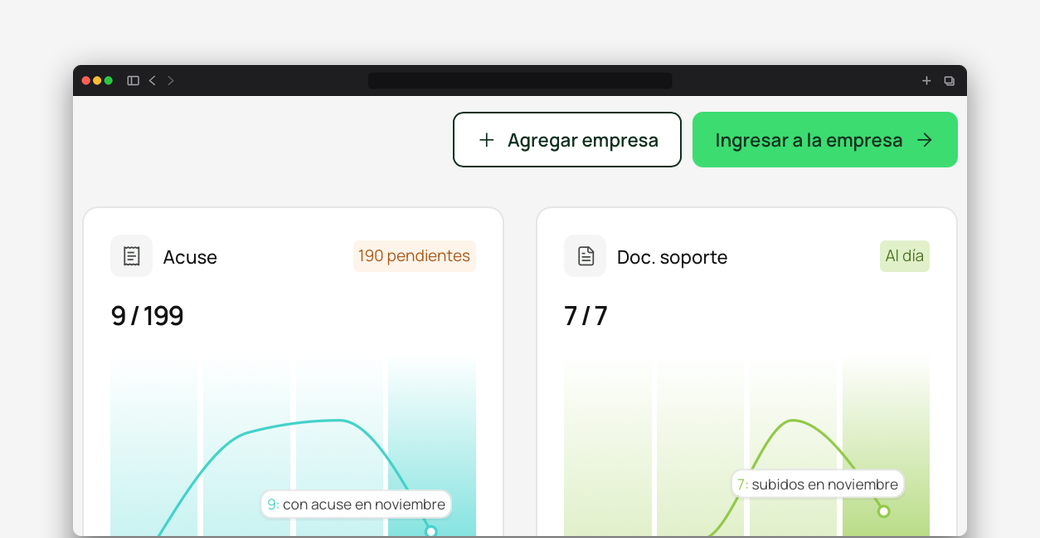 Agregar empresa
Ingresar a la empresa
Acuse
190 pendientes
9 / 199
9: con acuse en noviembre
Doc. soporte
Al día
7 / 7
7: subidos en noviembre